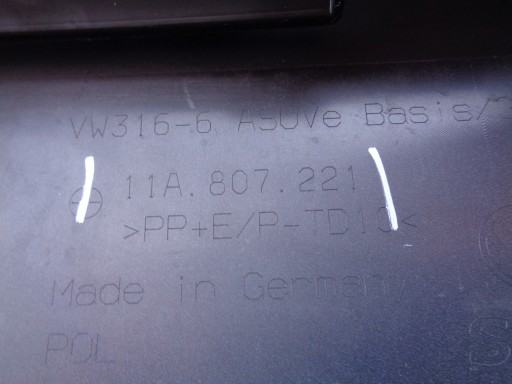 VW316-6 ASUVe Basis/
11A.807.221
>PP+E/P-TD10<
Made in Germany
POL